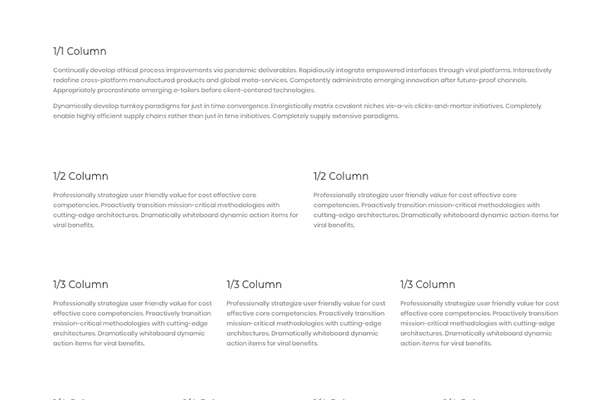 1/1 Column
Continually develop ethical process improvements via pandemic deliverables. Rapidiously integrate empowered interfaces through viral platforms. Interactively
redefine cross-platform manufactured products and global meta-services. Competently administrate emerging innovation after future-proof channels.
Appropriately procrastinate emerging e-tailers before client-centered technologies.
Dynamically develop turnkey paradigms for just in time convergence. Energistically matrix covalent niches vis-a-vis clicks-and-mortar initiatives. Completely
enable highly efficient supply chains rather than just in time initiatives. Completely supply extensive paradigms.
1/2 Column
Professionally strategize user friendly value for cost effective core
competencies. Proactively transition mission-critical methodologies with
cutting-edge architectures. Dramatically whiteboard dynamic action items for
viral benefits.
1/2 Column
Professionally strategize user friendly value for cost effective core
competencies. Proactively transition mission-critical methodologies with
cutting-edge architectures. Dramatically whiteboard dynamic action items for
viral benefits.
1/3 Column
Professionally strategize user friendly value for cost
effective core competencies. Proactively transition
mission-critical methodologies with cutting-edge
architectures. Dramatically whiteboard dynamic
action items for viral benefits.
1/3 Column
Professionally strategize user friendly value for cost
effective core competencies. Proactively transition
mission-critical methodologies with cutting-edge
architectures. Dramatically whiteboard dynamic
action items for viral benefits.
1/3 Column
Professionally strategize user friendly value for cost
effective core competencies. Proactively transition
mission-critical methodologies with cutting-edge
architectures. Dramatically whiteboard dynamic
action items for viral benefits.